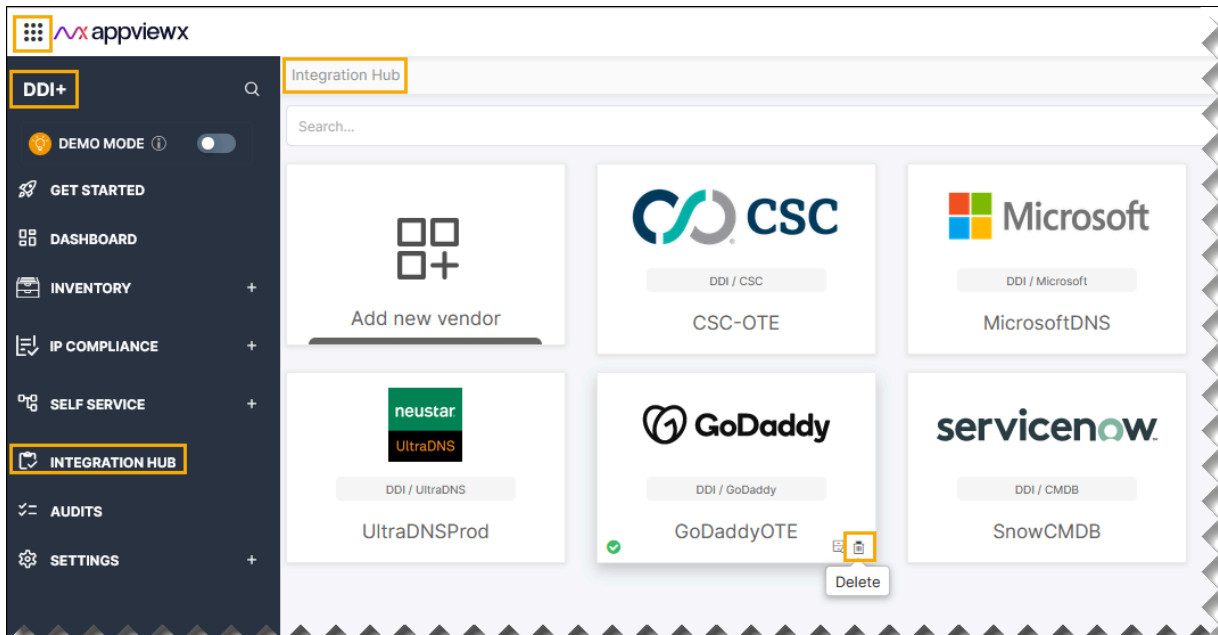 appviewx
DDI+
Integration Hub
DEMO MODE
Search...
GET STARTED
DASHBOARD
INVENTORY +
IP COMPLIANCE +
SELF SERVICE +
INTEGRATION HUB
AUDITS
SETTINGS +
Add new vendor
CSC
DDI / CSC
CSC-OTE
Microsoft
DDI / Microsoft
MicrosoftDNS
neustar
UltraDNS
DDI / UltraDNS
UltraDNSProd
GoDaddy
DDI / GoDaddy
GoDaddyOTE
Delete
servicenow.
DDI / CMDB
SnowCMDB